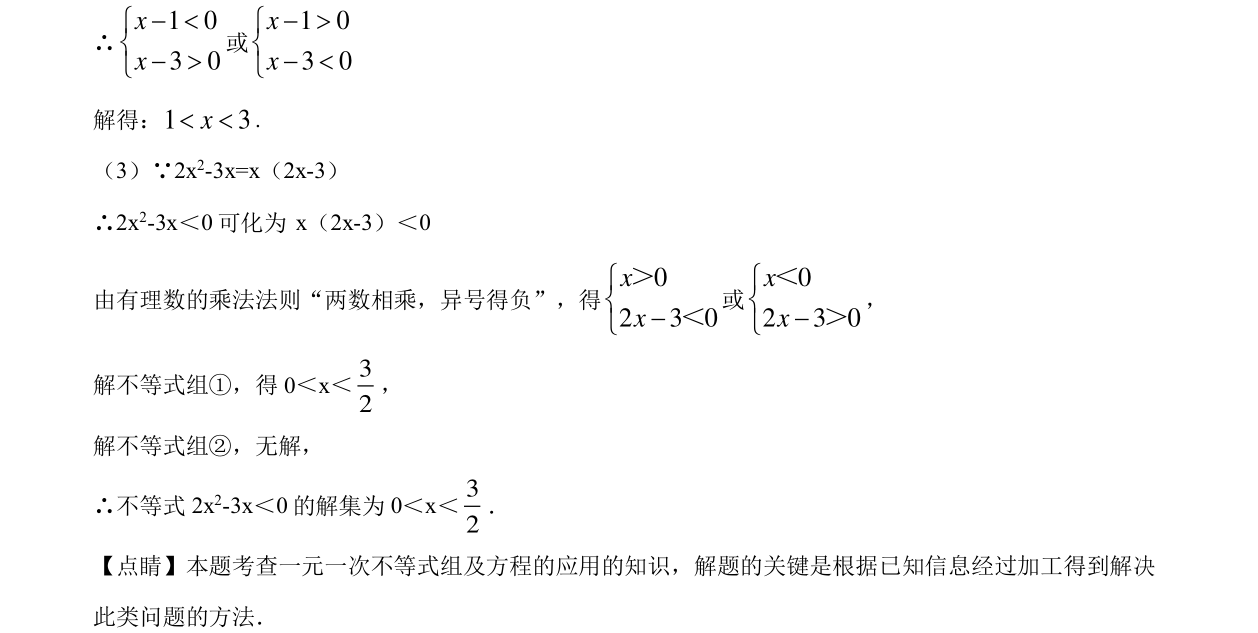 ∴{x−1<0 x−3>0 或 {x−1>0 x−3<0
解得：1<x<3.
（3）∵2x²-3x=x（2x-3）
∴2x²-3x＜0 可化为 x（2x-3）＜0
由有理数的乘法法则“两数相乘，异号得负”，得{x>0 2x−3<0 或 {x<0 2x−3>0，
解不等式组①，得 0＜x＜3/2，
解不等式组②，无解，
∴不等式 2x²-3x＜0 的解集为 0＜x＜3/2．
【点睛】本题考查一元一次不等式组及方程的应用的知识，解题的关键是根据已知信息经过加工得到解决
此类问题的方法．